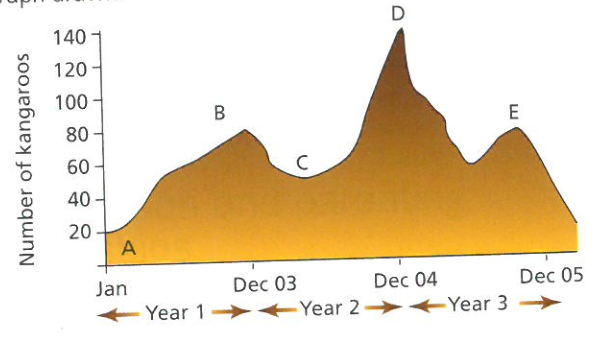 D
140
120
100
80
60
40
20
Number of kangaroos
A
B
C
E
Jan
Dec 03
Dec 04
Dec 05
Year 1
Year 2
Year 3